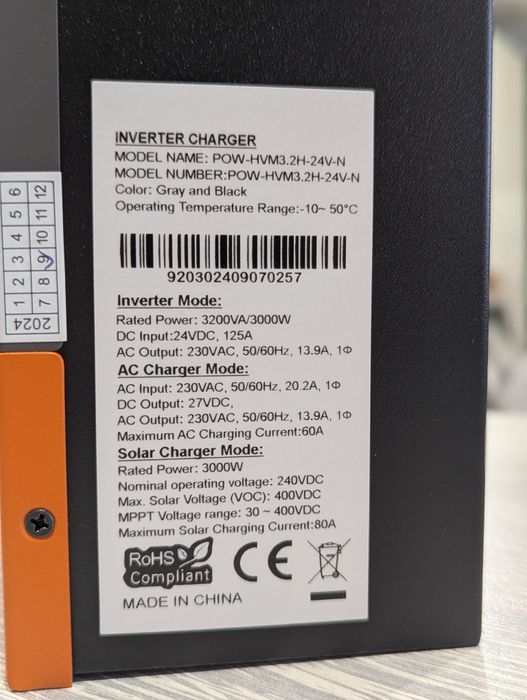 INVERTER CHARGER
MODEL NAME: POW-HVM3.2H-24V-N
MODEL NUMBER:POW-HVM3.2H-24V-N
Color: Gray and Black
Operating Temperature Range:-10~ 50°C
920302409070257
Inverter Mode:
Rated Power: 3200VA/3000W
DC Input:24VDC, 125A
AC Output: 230VAC, 50/60Hz, 13.9A, 1Φ
AC Charger Mode:
AC Input: 230VAC, 50/60Hz, 20.2A, 1Φ
DC Output: 27VDC,
AC Output: 230VAC, 50/60Hz, 13.9A, 1Φ
Maximum AC Charging Current:60A
Solar Charger Mode:
Rated Power: 3000W
Nominal operating voltage: 240VDC
Max. Solar Voltage (VOC): 400VDC
MPPT Voltage range: 30 ~ 400VDC
Maximum Solar Charging Current:80A
RoHS
Compliant
CE
MADE IN CHINA
2024
1 2 3 4 5 6
7 8 9 10 11 12